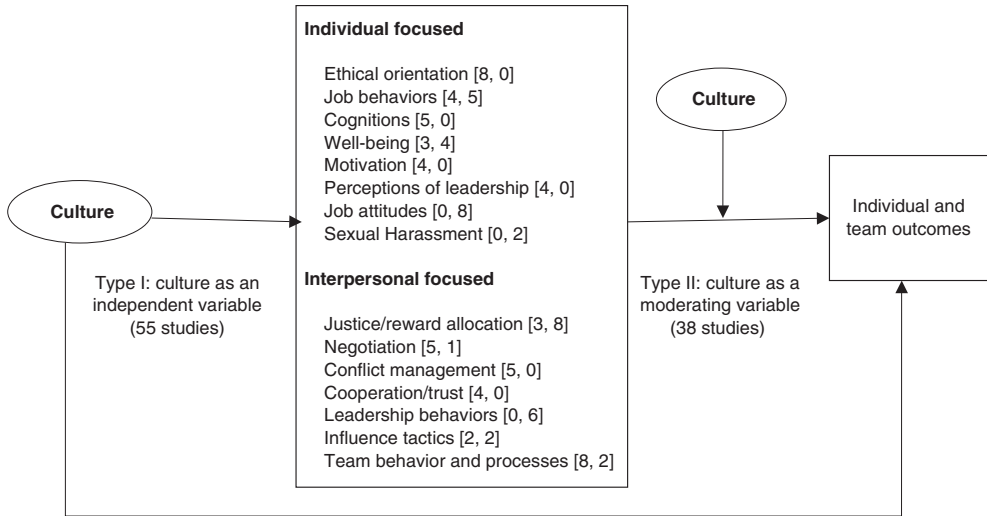 Individual focused
Ethical orientation [8, 0]
Job behaviors [4, 5]
Cognitions [5, 0]
Well-being [3, 4]
Motivation [4, 0]
Perceptions of leadership [4, 0]
Job attitudes [0, 8]
Sexual Harassment [0, 2]
Interpersonal focused
Justice/reward allocation [3, 8]
Negotiation [5, 1]
Conflict management [5, 0]
Cooperation/trust [4, 0]
Leadership behaviors [0, 6]
Influence tactics [2, 2]
Team behavior and processes [8, 2]
Culture
Type I: culture as an
independent variable
(55 studies)
Culture
Type II: culture as a
moderating variable
(38 studies)
Individual and
team outcomes